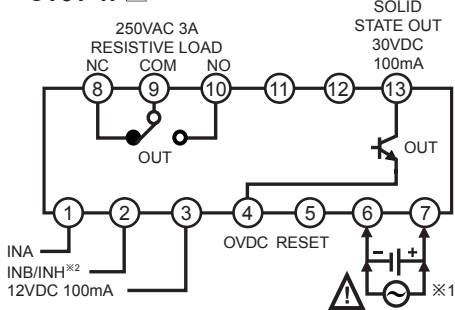 SOLID
250VAC 3A STATE OUT
RESISTIVE LOAD 30VDC
NC COM NO 100mA
8 9 10 11 12 13
OUT OUT
1 2 3 4 5 6 7
INA 0VDC RESET - +
INB/INH※2
12VDC 100mA ※1